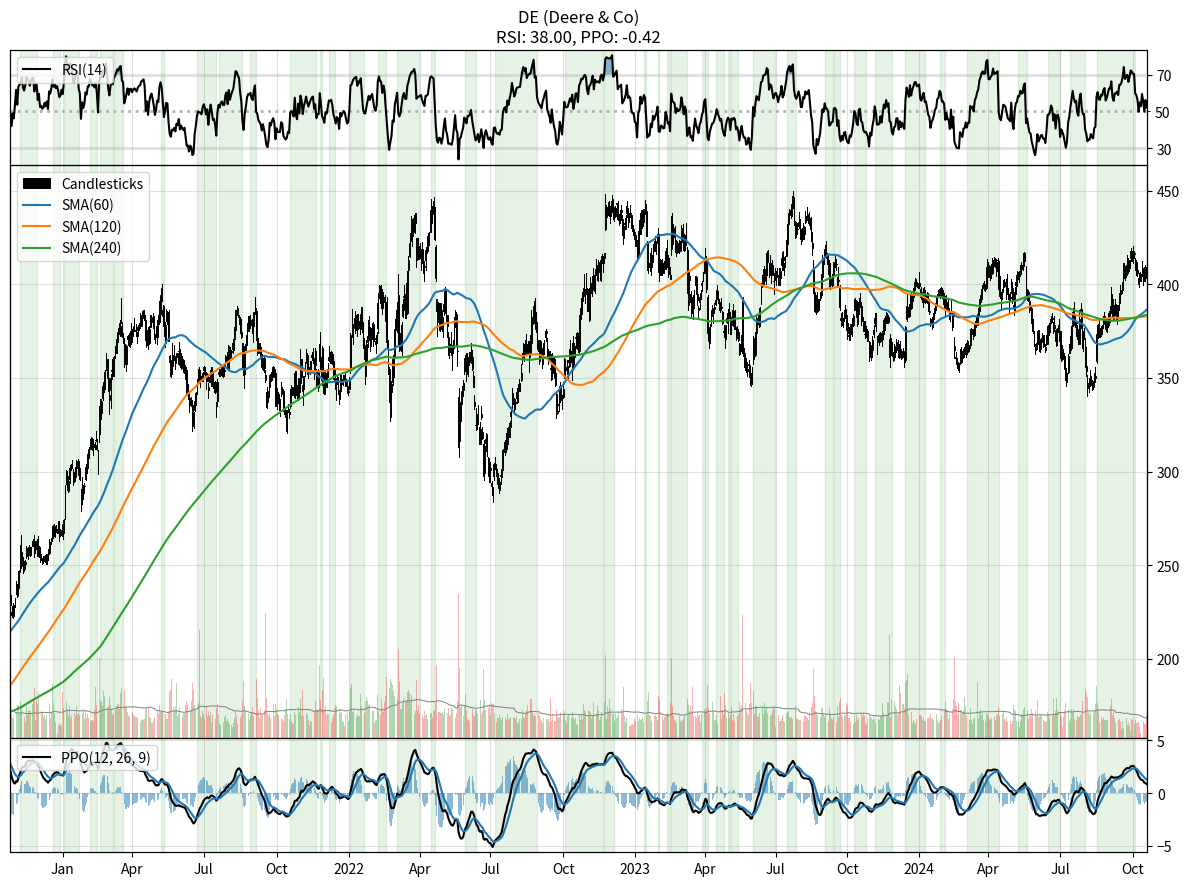 DE (Deere & Co)
RSI: 38.00, PPO: -0.42
RSI(14)
70
50
30
Candlesticks
SMA(60)
SMA(120)
SMA(240)
450
400
350
300
250
200
PPO(12, 26, 9)
5
0
−5
Jan Apr Jul Oct 2022 Apr Jul Oct 2023 Apr Jul Oct 2024 Apr Jul Oct